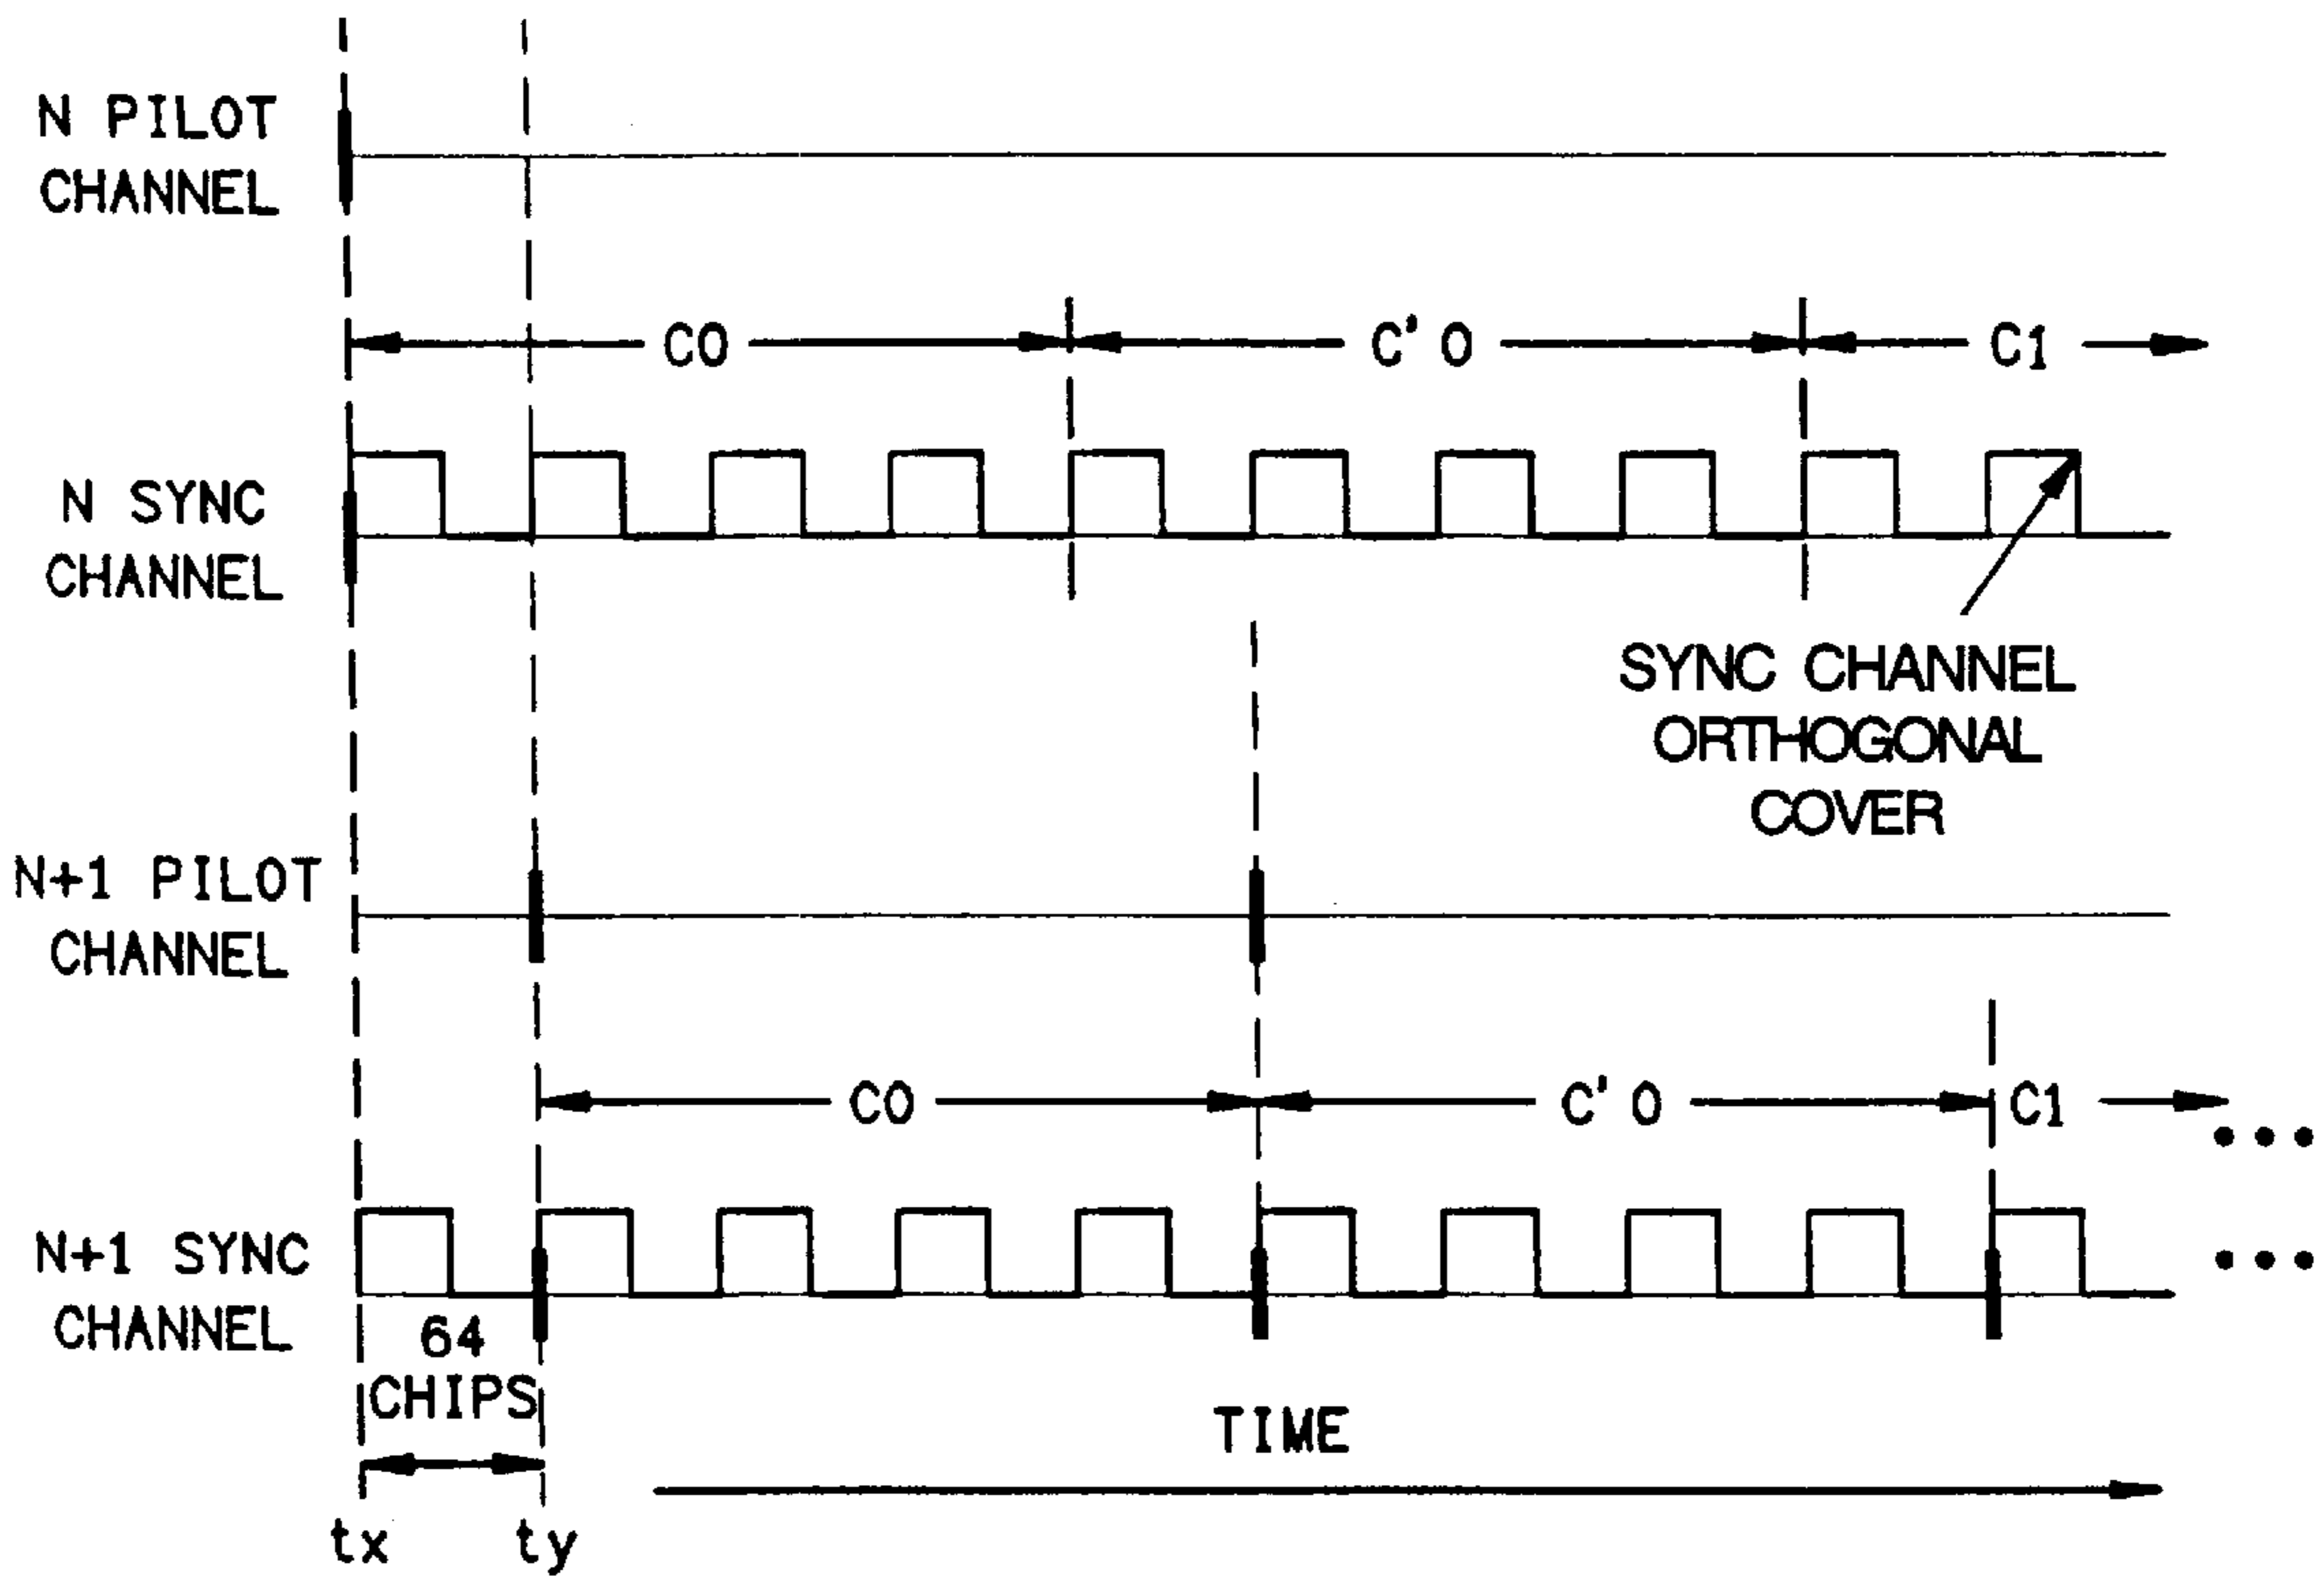 N PILOT
CHANNEL
C0
C'0
C1
N SYNC
CHANNEL
SYNC CHANNEL
ORTHOGONAL
COVER
N+1 PILOT
CHANNEL
C0
C'0
C1
N+1 SYNC
CHANNEL
64
CHIPS
TIME
tx
ty